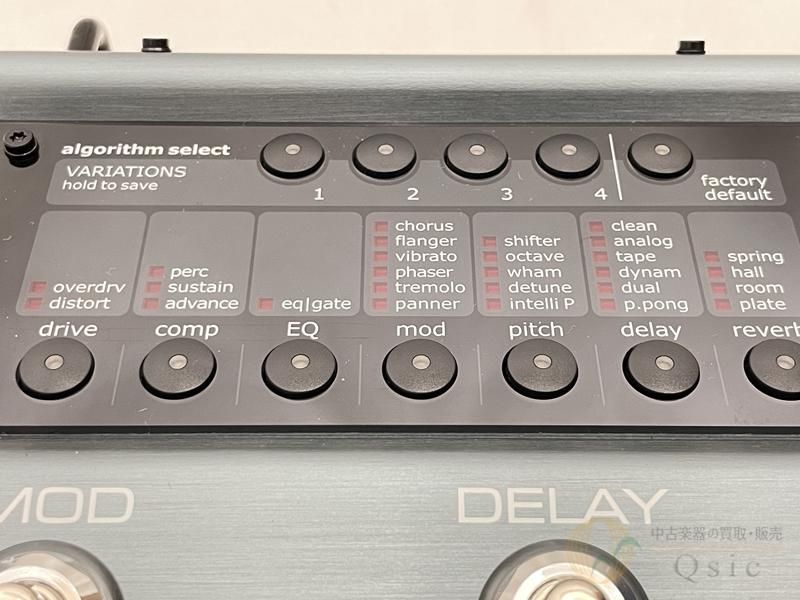 algorithm select
VARIATIONS
hold to save
1 2 3 4
factory
default
overdrv
distort
perc
sustain
advance
eq|gate
chorus
flanger
vibrato
phaser
tremolo
panner
shifter
octave
wham
detune
intelli P
clean
analog
tape
dynam
dual
p.pong
spring
hall
room
plate
drive comp EQ mod pitch delay reverb
MOD DELAY
中古楽器の買取・販売
Qsic